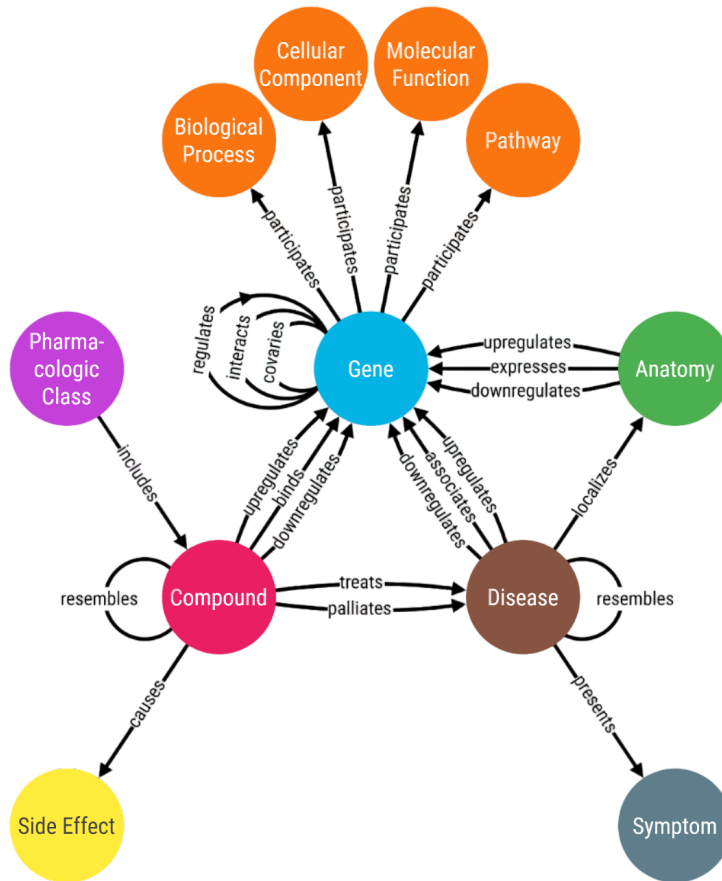 Cellular
Component
Molecular
Function
Biological
Process
Pathway
participates
participates
participates
participates
regulates
interacts
covaries
Pharma-
cologic
Class
Gene
upregulates
expresses
downregulates
Anatomy
includes
upregulates
binds
downregulates
downregulates
associates
upregulates
localizes
resembles
Compound
treats
palliates
Disease
resembles
causes
presents
Side Effect
Symptom